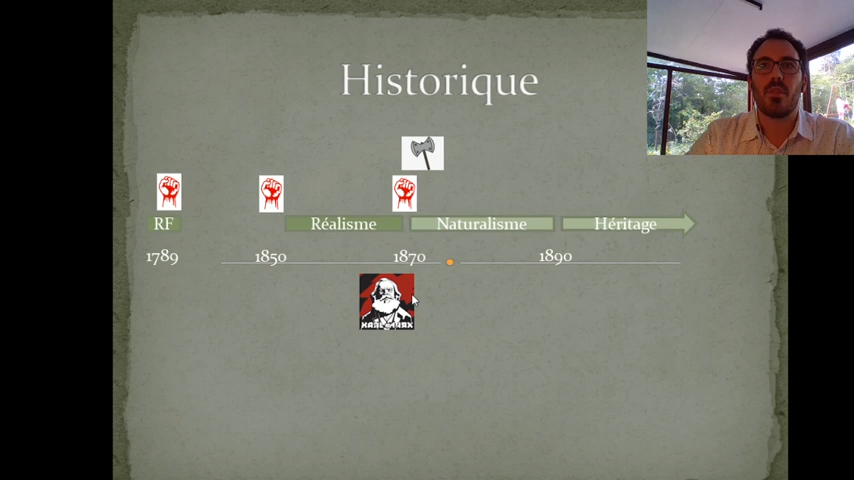 Historique
RF
Réalisme
Naturalisme
Héritage
1789
1850
1870
1890